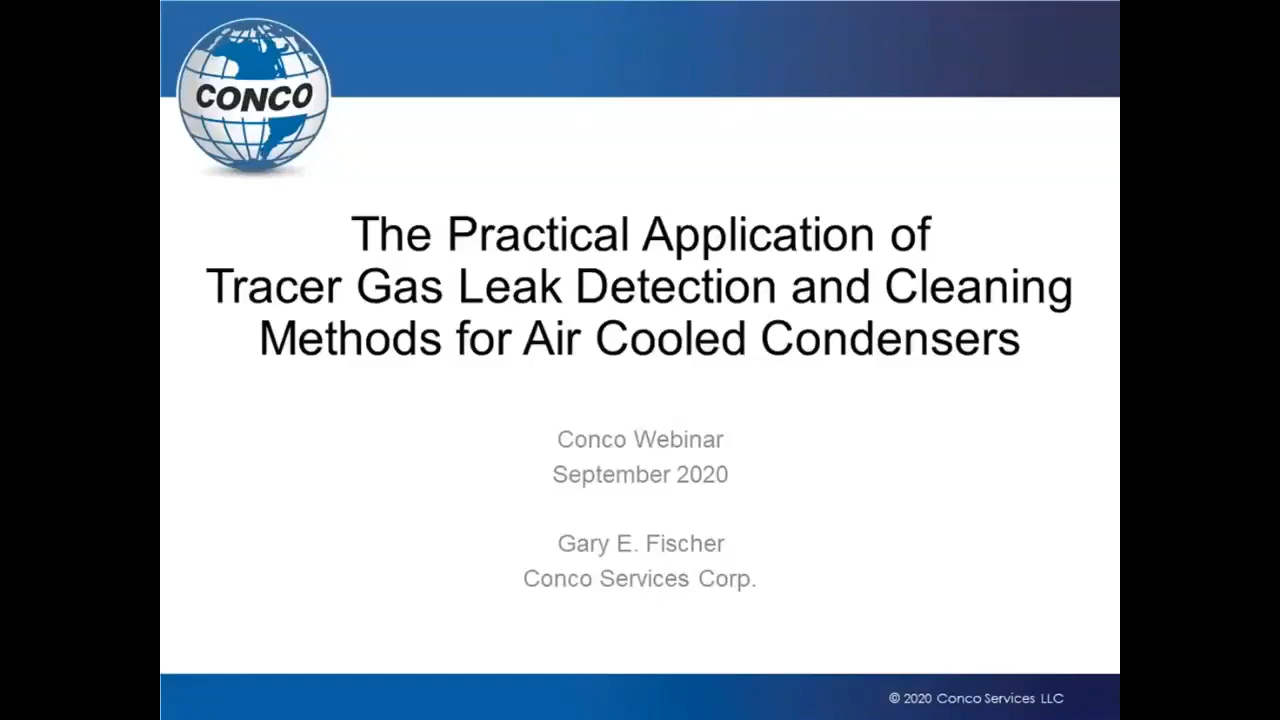 CONCO
The Practical Application of
Tracer Gas Leak Detection and Cleaning
Methods for Air Cooled Condensers
Conco Webinar
September 2020
Gary E. Fischer
Conco Services Corp.
© 2020 Conco Services LLC